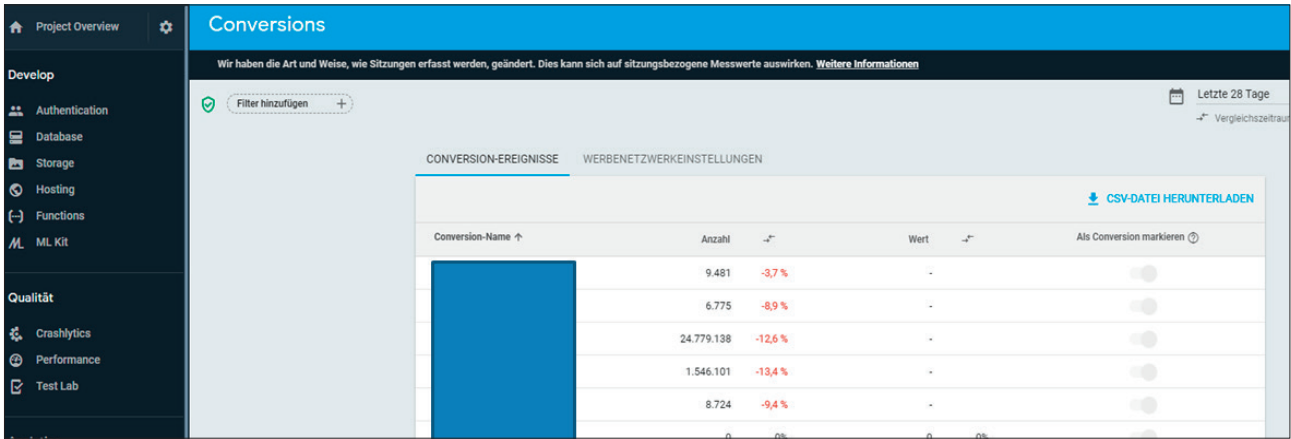 Project Overview
Develop
Authentication
Database
Storage
Hosting
Functions
ML Kit
Qualität
Crashlytics
Performance
Test Lab
Conversions
Wir haben die Art und Weise, wie Sitzungen erfasst werden, geändert. Dies kann sich auf sitzungsbezogene Messwerte auswirken. Weitere Informationen
Filter hinzufügen +
Letzte 28 Tage
CONVERSION-EREIGNISSE WERBENETZWERKEINSTELLUNGEN
CSV-DATEI HERUNTERLADEN
Conversion-Name Anzahl Wert Als Conversion markieren
9.481 -3,7 % -
6.775 -8,9 % -
24.779.138 -12,6 % -
1.546.101 -13,4 % -
8.724 -9,4 % -
0 0% 0 0%